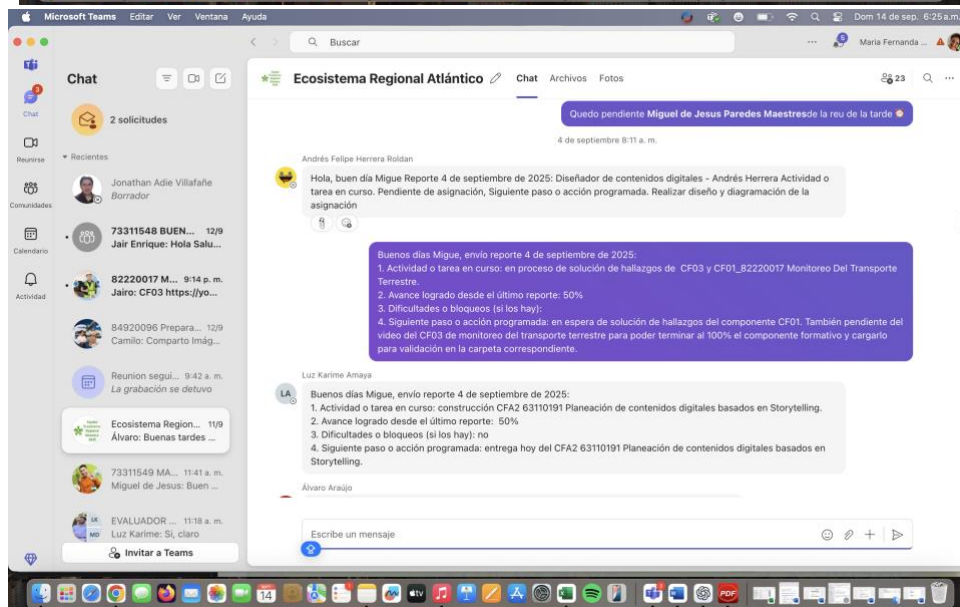 Microsoft Teams Editar Ver Ventana Ayuda
Dom 14 de sep. 6:25 a.m.
Buscar
5
Maria Fernanda ...
3
Chat
Reunirse
Comunidades
Calendario
Actividad
Chat
2 solicitudes
Recientes
Jonathan Adie Villafañe
Borrador
73311548 BUEN... 12/9
Jair Enrique: Hola Salu...
82220017 M... 9:14 p. m.
Jairo: CF03 https://yo...
84920096 Prepara... 12/9
Camilo: Comparto Imág...
Reunion segui... 9:42 a. m.
La grabación se detuvo
Ecosistema Region... 11/9
Álvaro: Buenas tardes ...
73311549 MA... 11:41 a. m.
Miguel de Jesus: Buen ...
LK
MD
EVALUADOR ... 11:18 a. m.
Luz Karime: Si, claro
Invitar a Teams
Ecosistema Regional Atlántico
Chat Archivos Fotos
23
Quedo pendiente Miguel de Jesus Paredes Maestresde la reu de la tarde
4 de septiembre 8:11 a. m.
Andrés Felipe Herrera Roldan
Hola, buen día Migue Reporte 4 de septiembre de 2025: Diseñador de contenidos digitales - Andrés Herrera Actividad o
tarea en curso. Pendiente de asignación, Siguiente paso o acción programada. Realizar diseño y diagramación de la
asignación
Buenos días Migue, envío reporte 4 de septiembre de 2025:
1. Actividad o tarea en curso: en proceso de solución de hallazgos de CF03 y CF01_82220017 Monitoreo Del Transporte
Terrestre.
2. Avance logrado desde el último reporte: 50%
3. Dificultades o bloqueos (si los hay):
4. Siguiente paso o acción programada: en espera de solución de hallazgos del componente CF01. También pendiente del
video del CF03 de monitoreo del transporte terrestre para poder terminar al 100% el componente formativo y cargarlo
para validación en la carpeta correspondiente.
Luz Karime Amaya
LA
Buenos días Migue, envío reporte 4 de septiembre de 2025:
1. Actividad o tarea en curso: construcción CFA2 63110191 Planeación de contenidos digitales basados en Storytelling.
2. Avance logrado desde el último reporte: 50%
3. Dificultades o bloqueos (si los hay): no
4. Siguiente paso o acción programada: entrega hoy del CFA2 63110191 Planeación de contenidos digitales basados en
Storytelling.
Álvaro Araújo
Escribe un mensaje
14
tv
PDF